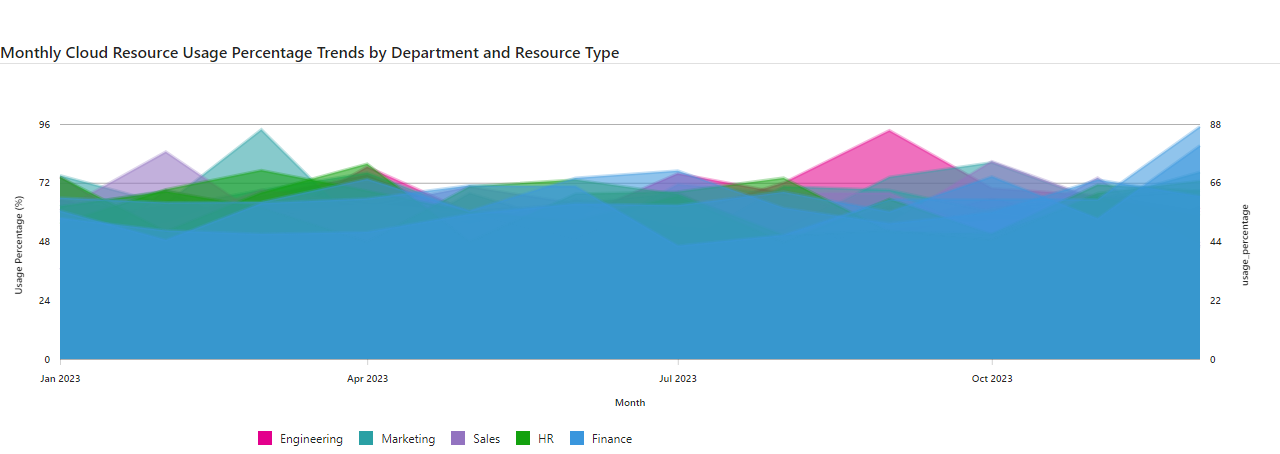 Monthly Cloud Resource Usage Percentage Trends by Department and Resource Type
96
72
48
24
0
Usage Percentage (%)
88
66
44
22
0
usage_percentage
Jan 2023 Apr 2023 Jul 2023 Oct 2023
Month
Engineering Marketing Sales HR Finance